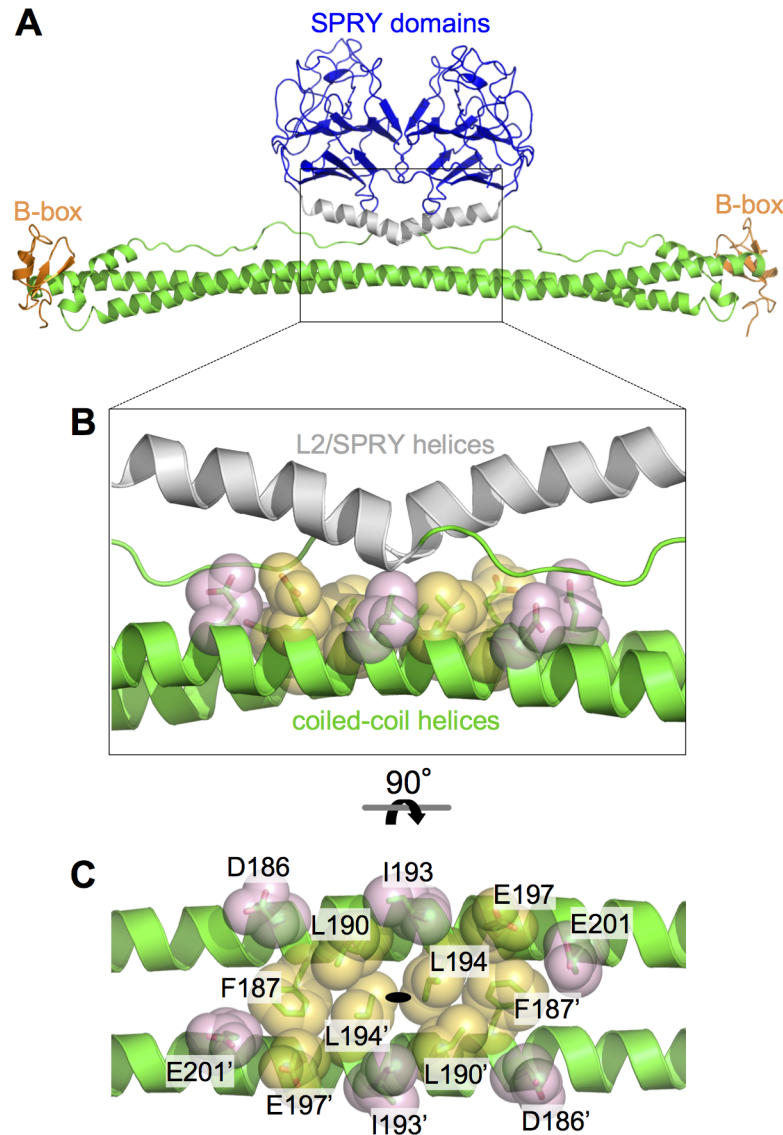 A
SPRY domains
B-box
B-box
B
L2/SPRY helices
coiled-coil helices
90°
C
D186
I193
E197
L190
E201
F187
L194
F187’
L194’
E201’
L190’
E197’
I193’
D186’